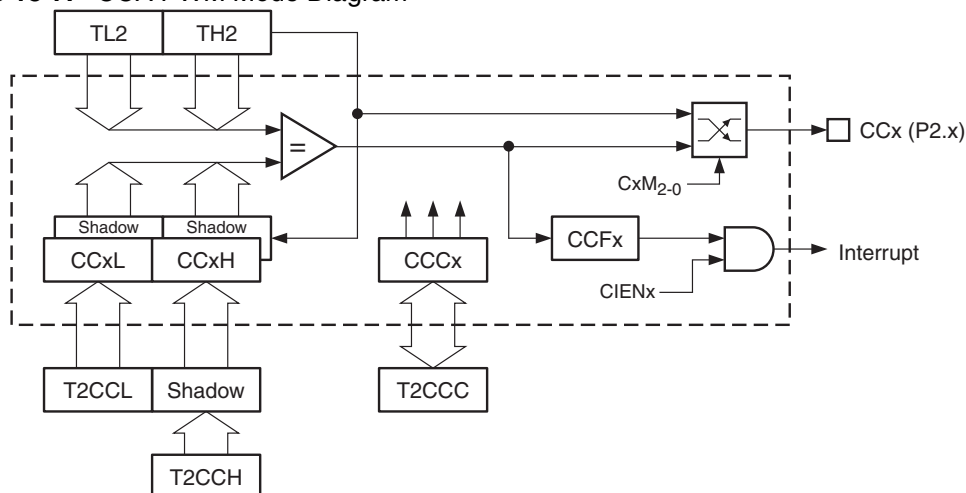 TL2 TH2
=
CCx (P2.x)
CxM2-0
Shadow Shadow
CCxL CCxH
CCCx
CCFx
Interrupt
CIENx
T2CCL Shadow
T2CCC
T2CCH